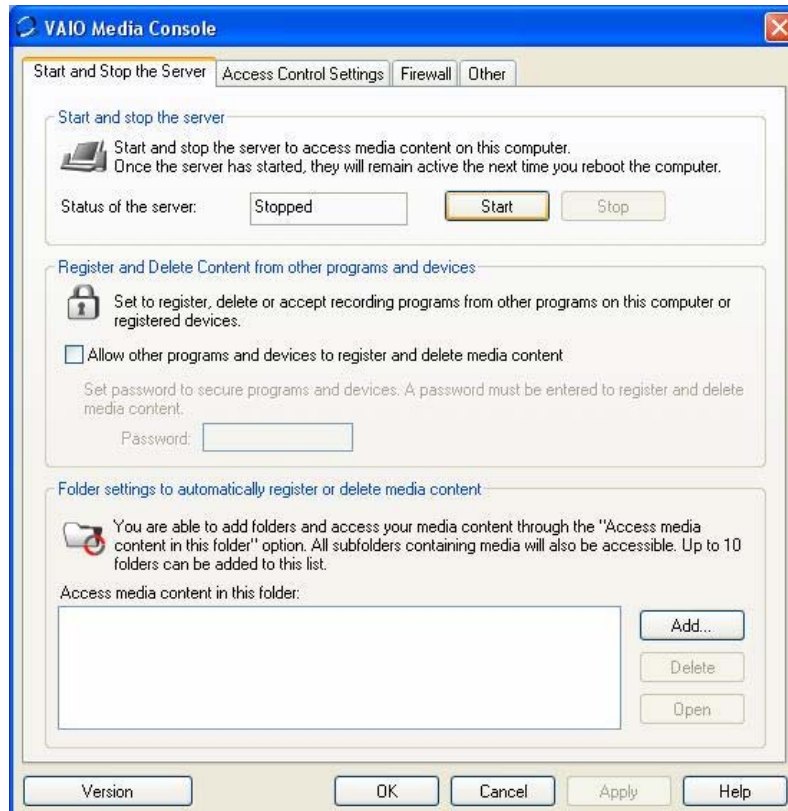 VAIO Media Console
Start and Stop the Server
Access Control Settings
Firewall
Other
Start and stop the server
Start and stop the server to access media content on this computer.
Once the server has started, they will remain active the next time you reboot the computer.
Status of the server:
Stopped
Start
Stop
Register and Delete Content from other programs and devices
Set to register, delete or accept recording programs from other programs on this computer or
registered devices.
Allow other programs and devices to register and delete media content
Set password to secure programs and devices. A password must be entered to register and delete
media content.
Password:
Folder settings to automatically register or delete media content
You are able to add folders and access your media content through the "Access media
content in this folder" option. All subfolders containing media will also be accessible. Up to 10
folders can be added to this list.
Access media content in this folder:
Add...
Delete
Open
Version
OK
Cancel
Apply
Help